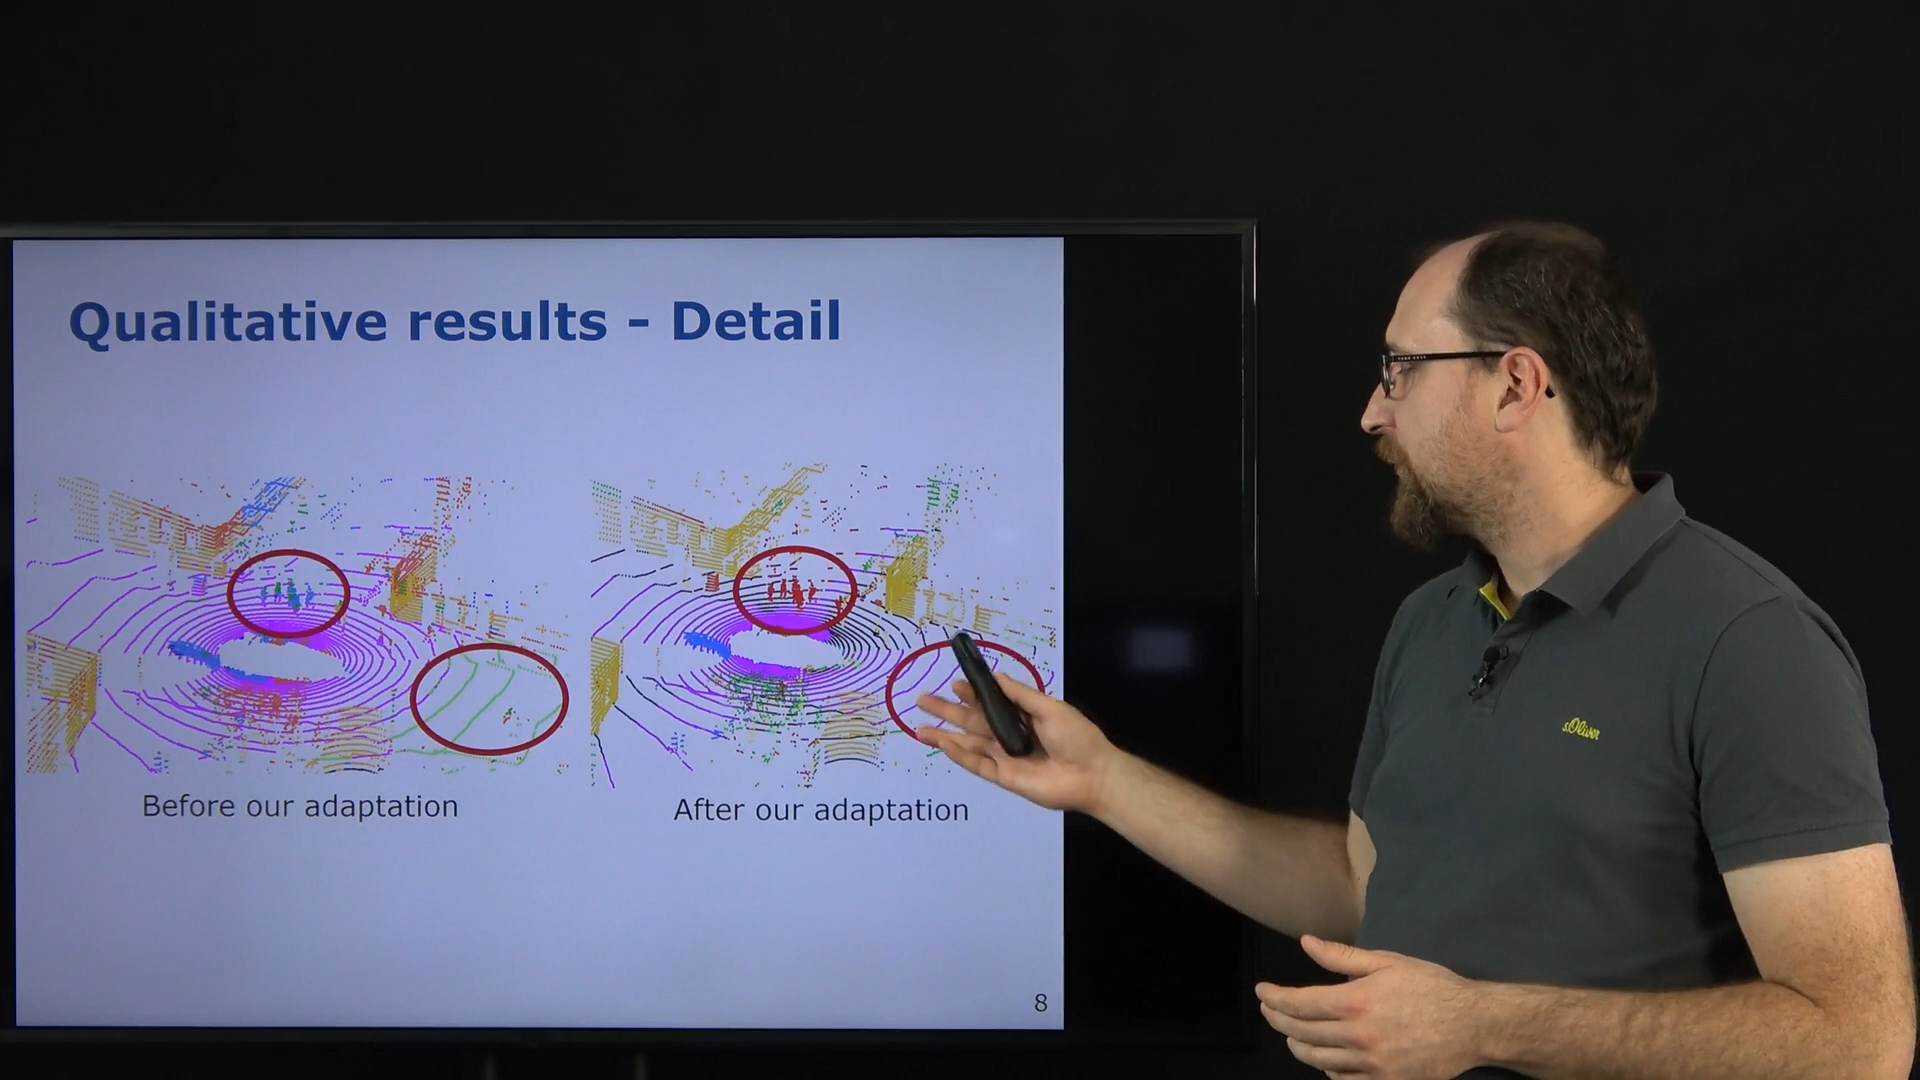 Qualitative results - Detail
Before our adaptation
After our adaptation
8
s.Oliver